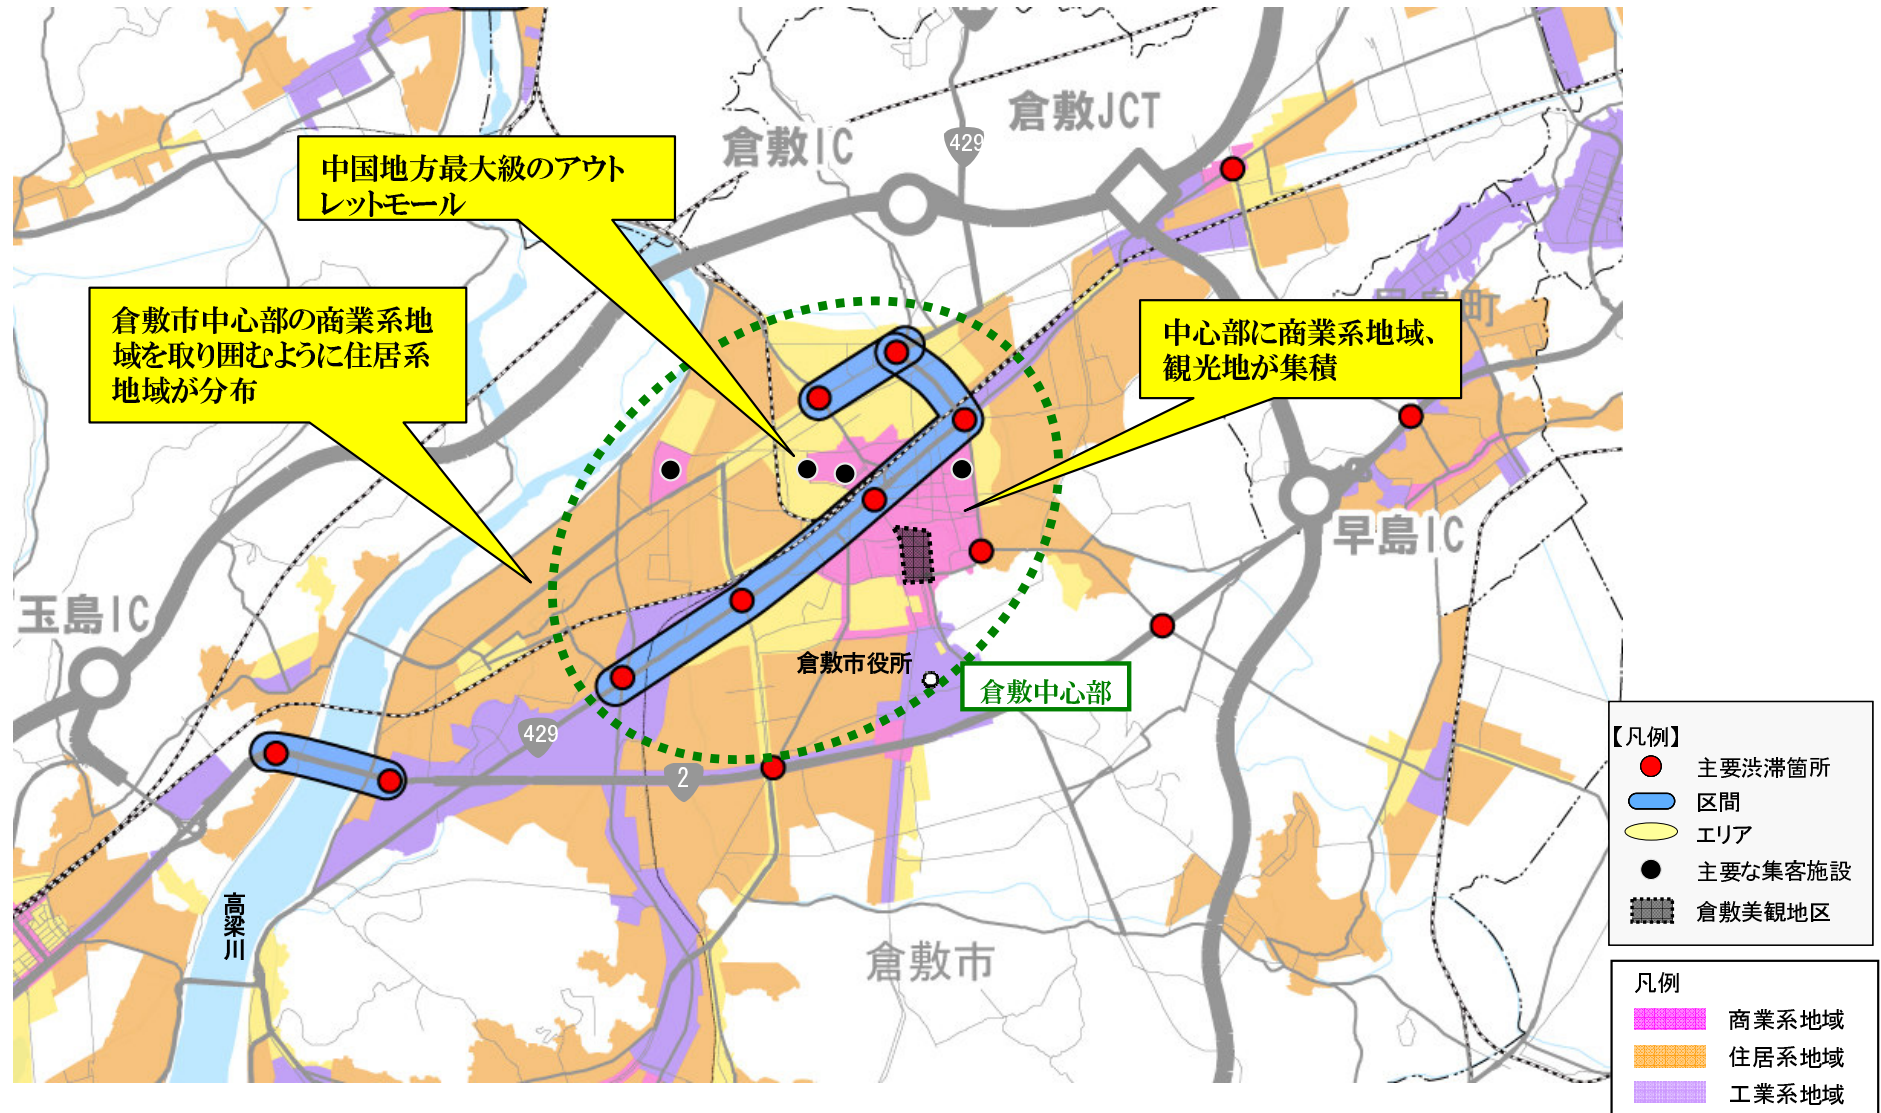 倉敷JCT
倉敷IC
429
中国地方最大級のアウト
レットモール
倉敷市中心部の商業系地
域を取り囲むように住居系
地域が分布
中心部に商業系地域、
観光地が集積
早島IC
玉島IC
倉敷市役所
倉敷中心部
429
2
高梁川
倉敷市
【凡例】
主要渋滞箇所
区間
エリア
主要な集客施設
倉敷美観地区
凡例
商業系地域
住居系地域
工業系地域